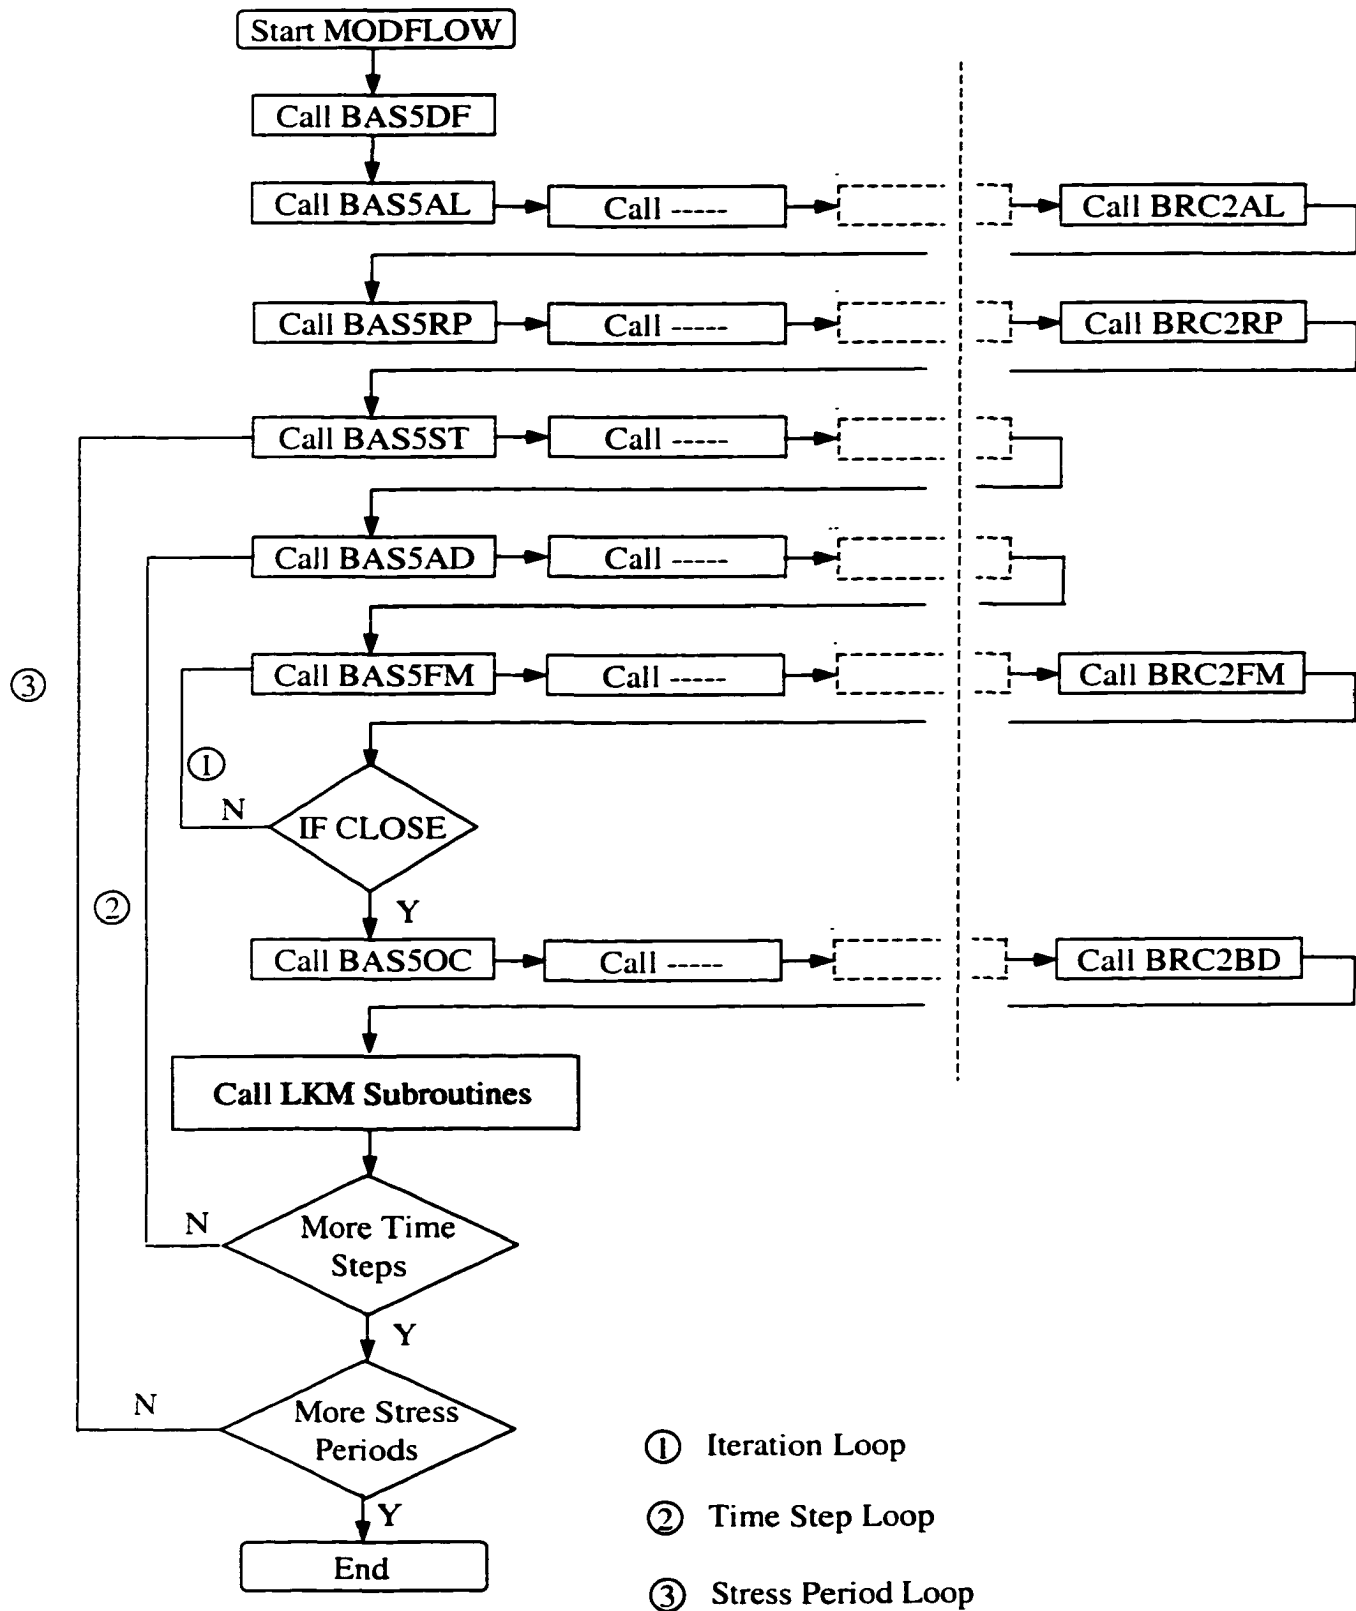 Start MODFLOW
Call BAS5DF
Call BAS5AL
Call -----
Call BRC2AL
Call BAS5RP
Call -----
Call BRC2RP
Call BAS5ST
Call -----
Call BAS5AD
Call -----
Call BAS5FM
Call -----
Call BRC2FM
③
①
N
IF CLOSE
②
Y
Call BAS5OC
Call -----
Call BRC2BD
Call LKM Subroutines
N
More Time
Steps
Y
N
More Stress
Periods
Y
End
① Iteration Loop
② Time Step Loop
③ Stress Period Loop